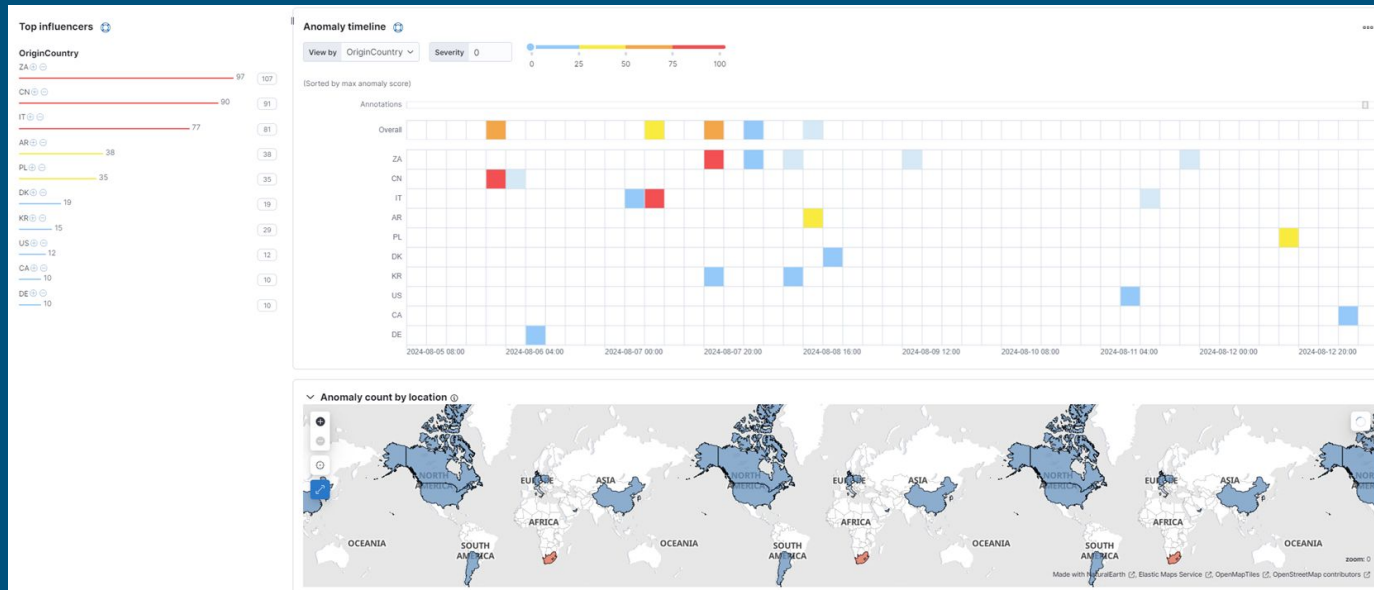 Top influencers
OriginCountry
ZA
97 107
CN
90 91
IT
77 81
AR
38 38
PL
35 35
DK
19 19
KR
15 29
US
12 12
CA
10 10
DE
10 10
Anomaly timeline
View by OriginCountry Severity 0
0 25 50 75 100
(Sorted by max anomaly score)
Annotations
Overall
ZA
CN
IT
AR
PL
DK
KR
US
CA
DE
2024-08-05 08:00 2024-08-06 04:00 2024-08-07 00:00 2024-08-07 20:00 2024-08-08 16:00 2024-08-09 12:00 2024-08-10 08:00 2024-08-11 04:00 2024-08-12 00:00 2024-08-12 20:00
Anomaly count by location
NORTH AMERICA EUROPE ASIA NORTH AMERICA EUROPE ASIA NORTH AMERICA EUROPE ASIA
AFRICA AFRICA AFRICA
OCEANIA SOUTH AMERICA OCEANIA SOUTH AMERICA OCEANIA SOUTH AMERICA OCEANIA
zoom: 0
Made with NaturalEarth, Elastic Maps Service, OpenMapTiles, OpenStreetMap contributors